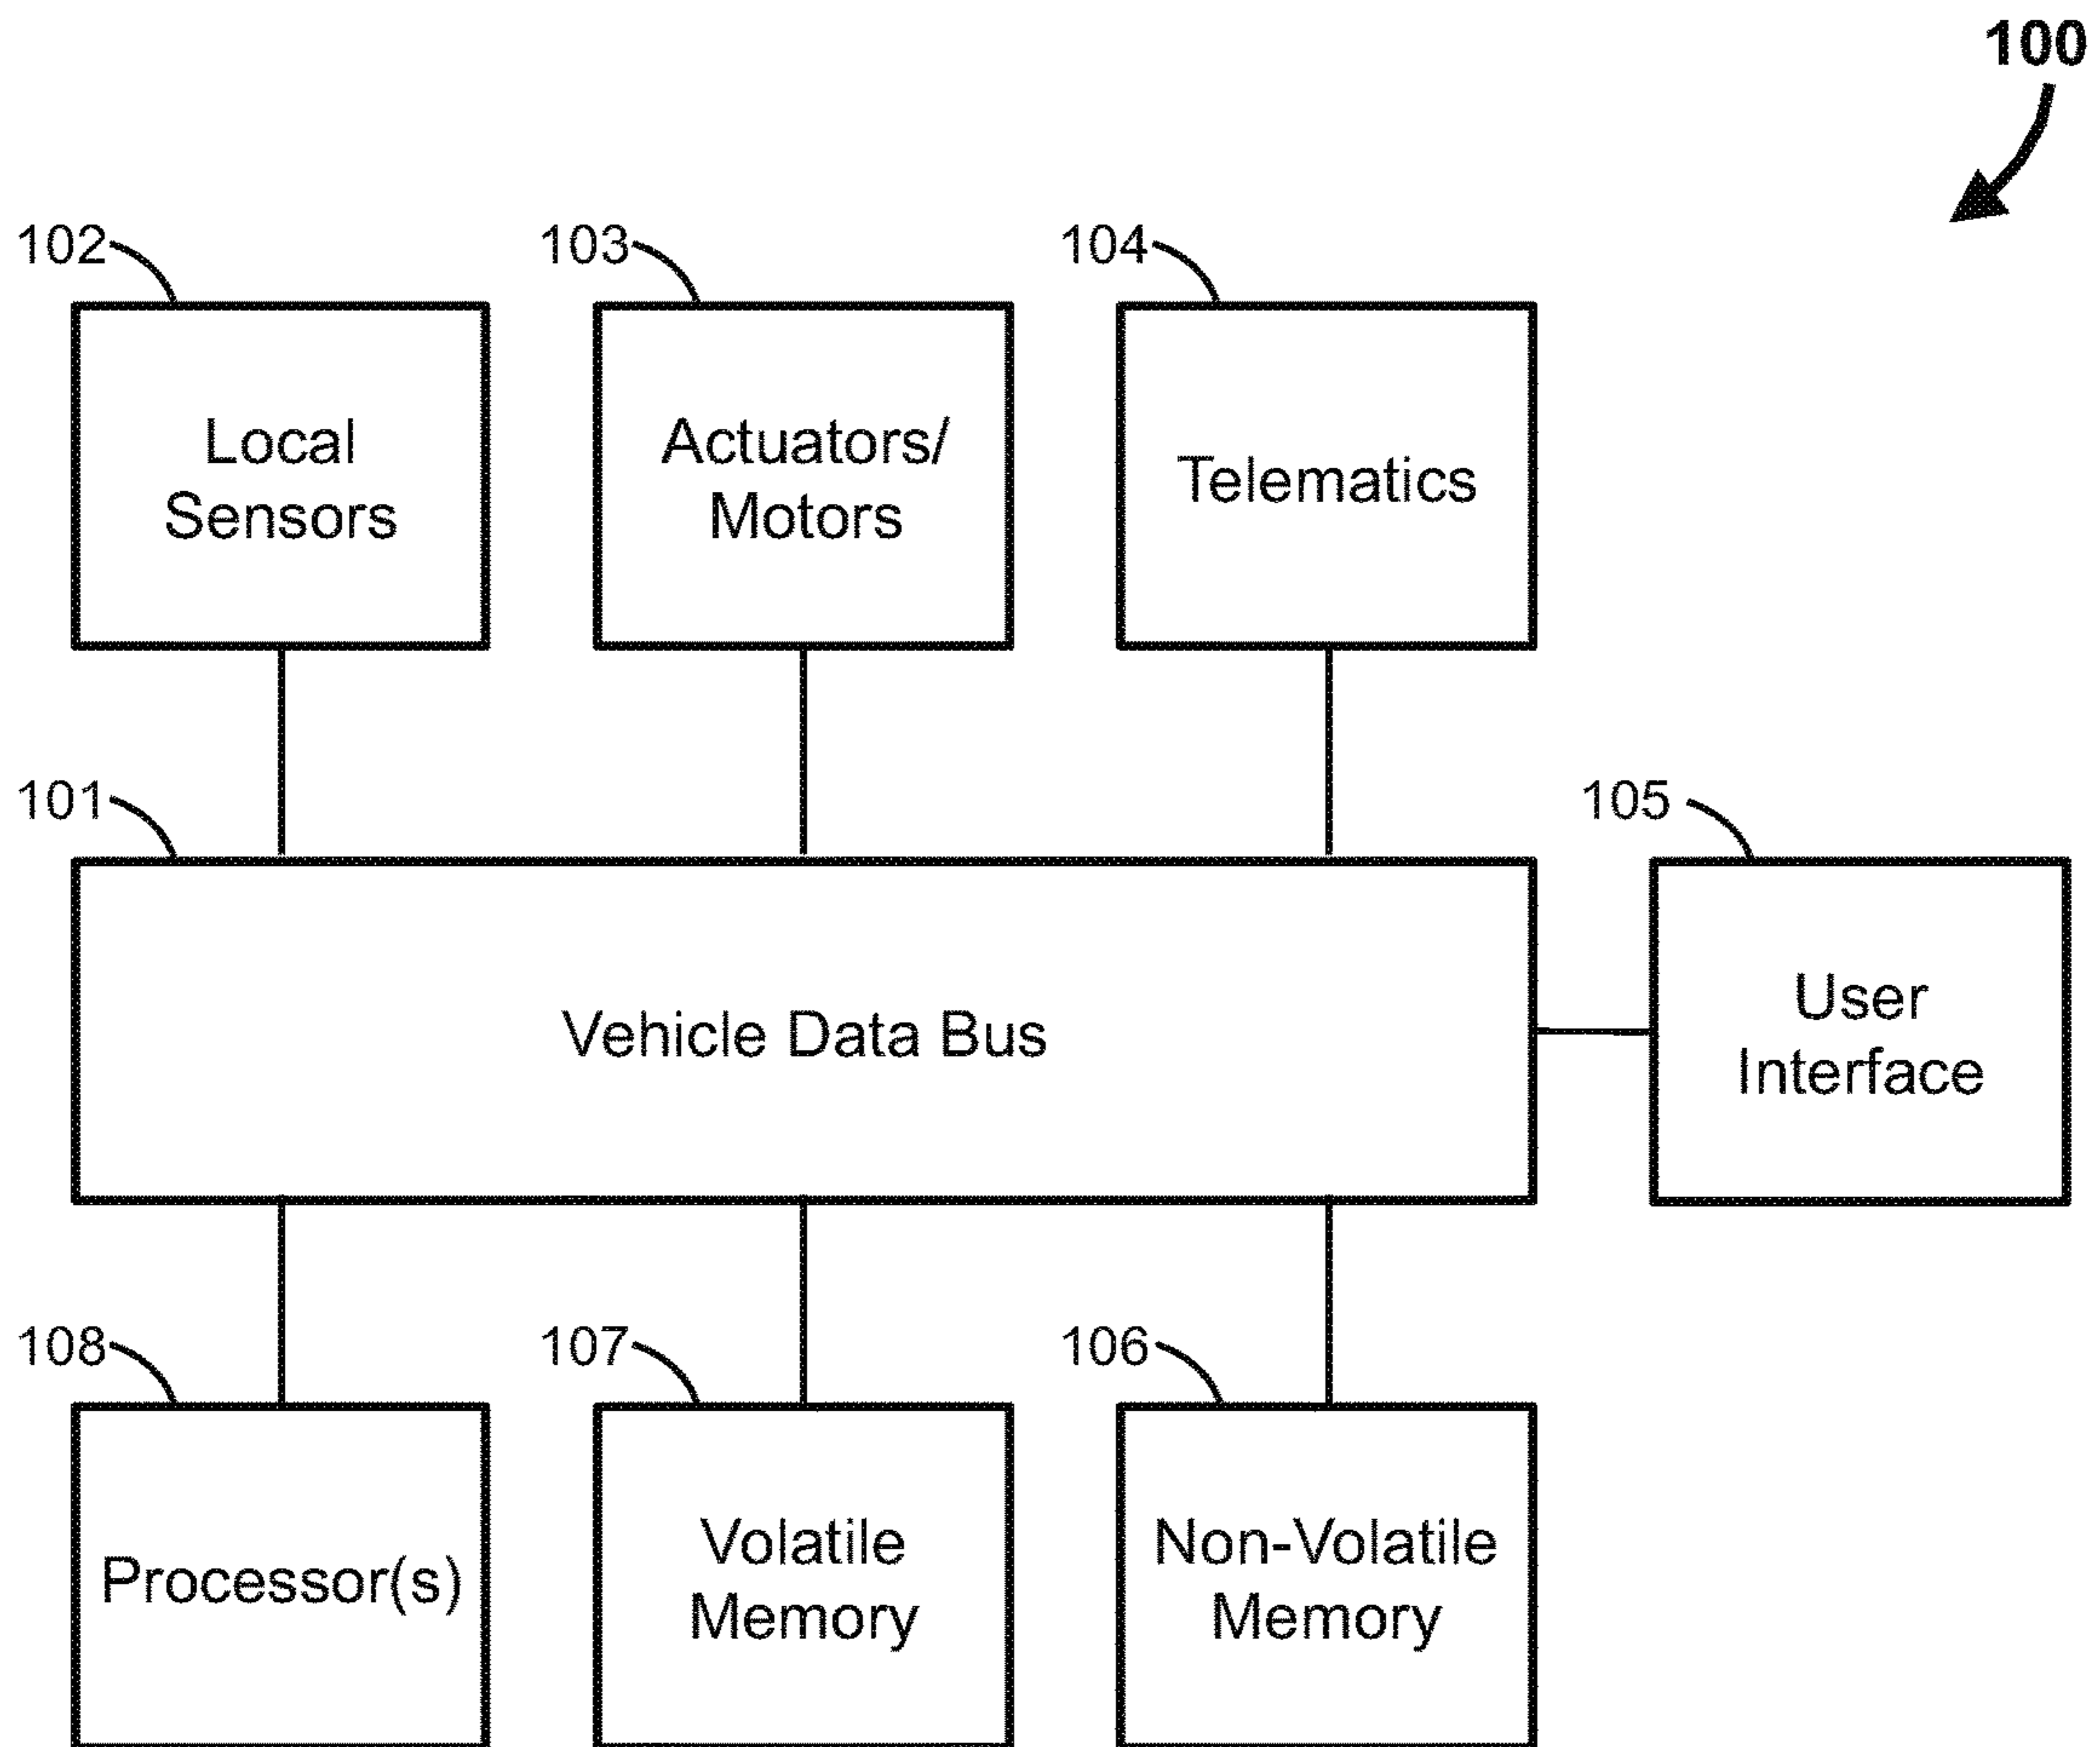 100
102
103
104
Local
Sensors
Actuators/
Motors
Telematics
101
105
Vehicle Data Bus
User
Interface
108
107
106
Processor(s)
Volatile
Memory
Non-Volatile
Memory